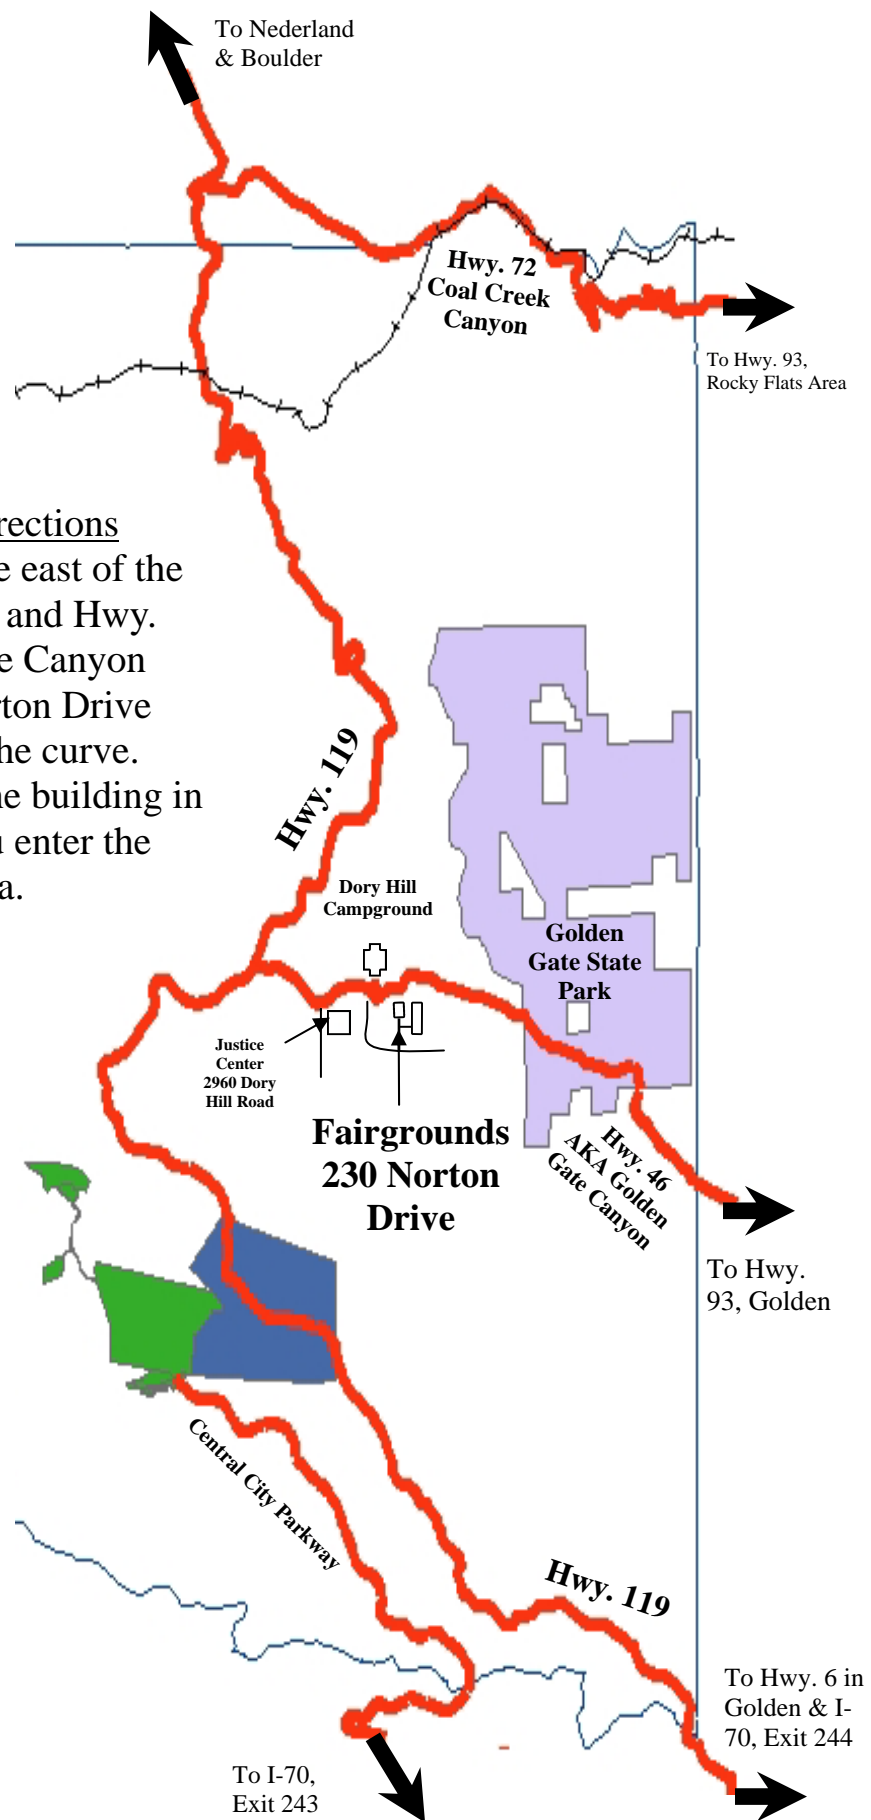 To Nederland
& Boulder
Hwy. 72
Coal Creek
Canyon
To Hwy. 93,
Rocky Flats Area
rections
e east of the
and Hwy.
e Canyon
rton Drive
he curve.
ne building in
u enter the
a.
Hwy. 119
Dory Hill
Campground
Golden
Gate State
Park
Justice
Center
2960 Dory
Hill Road
Fairgrounds
230 Norton
Drive
Hwy. 46
AKA Golden
Gate Canyon
To Hwy.
93, Golden
Central City Parkway
Hwy. 119
To Hwy. 6 in
Golden & I-
70, Exit 244
To I-70,
Exit 243